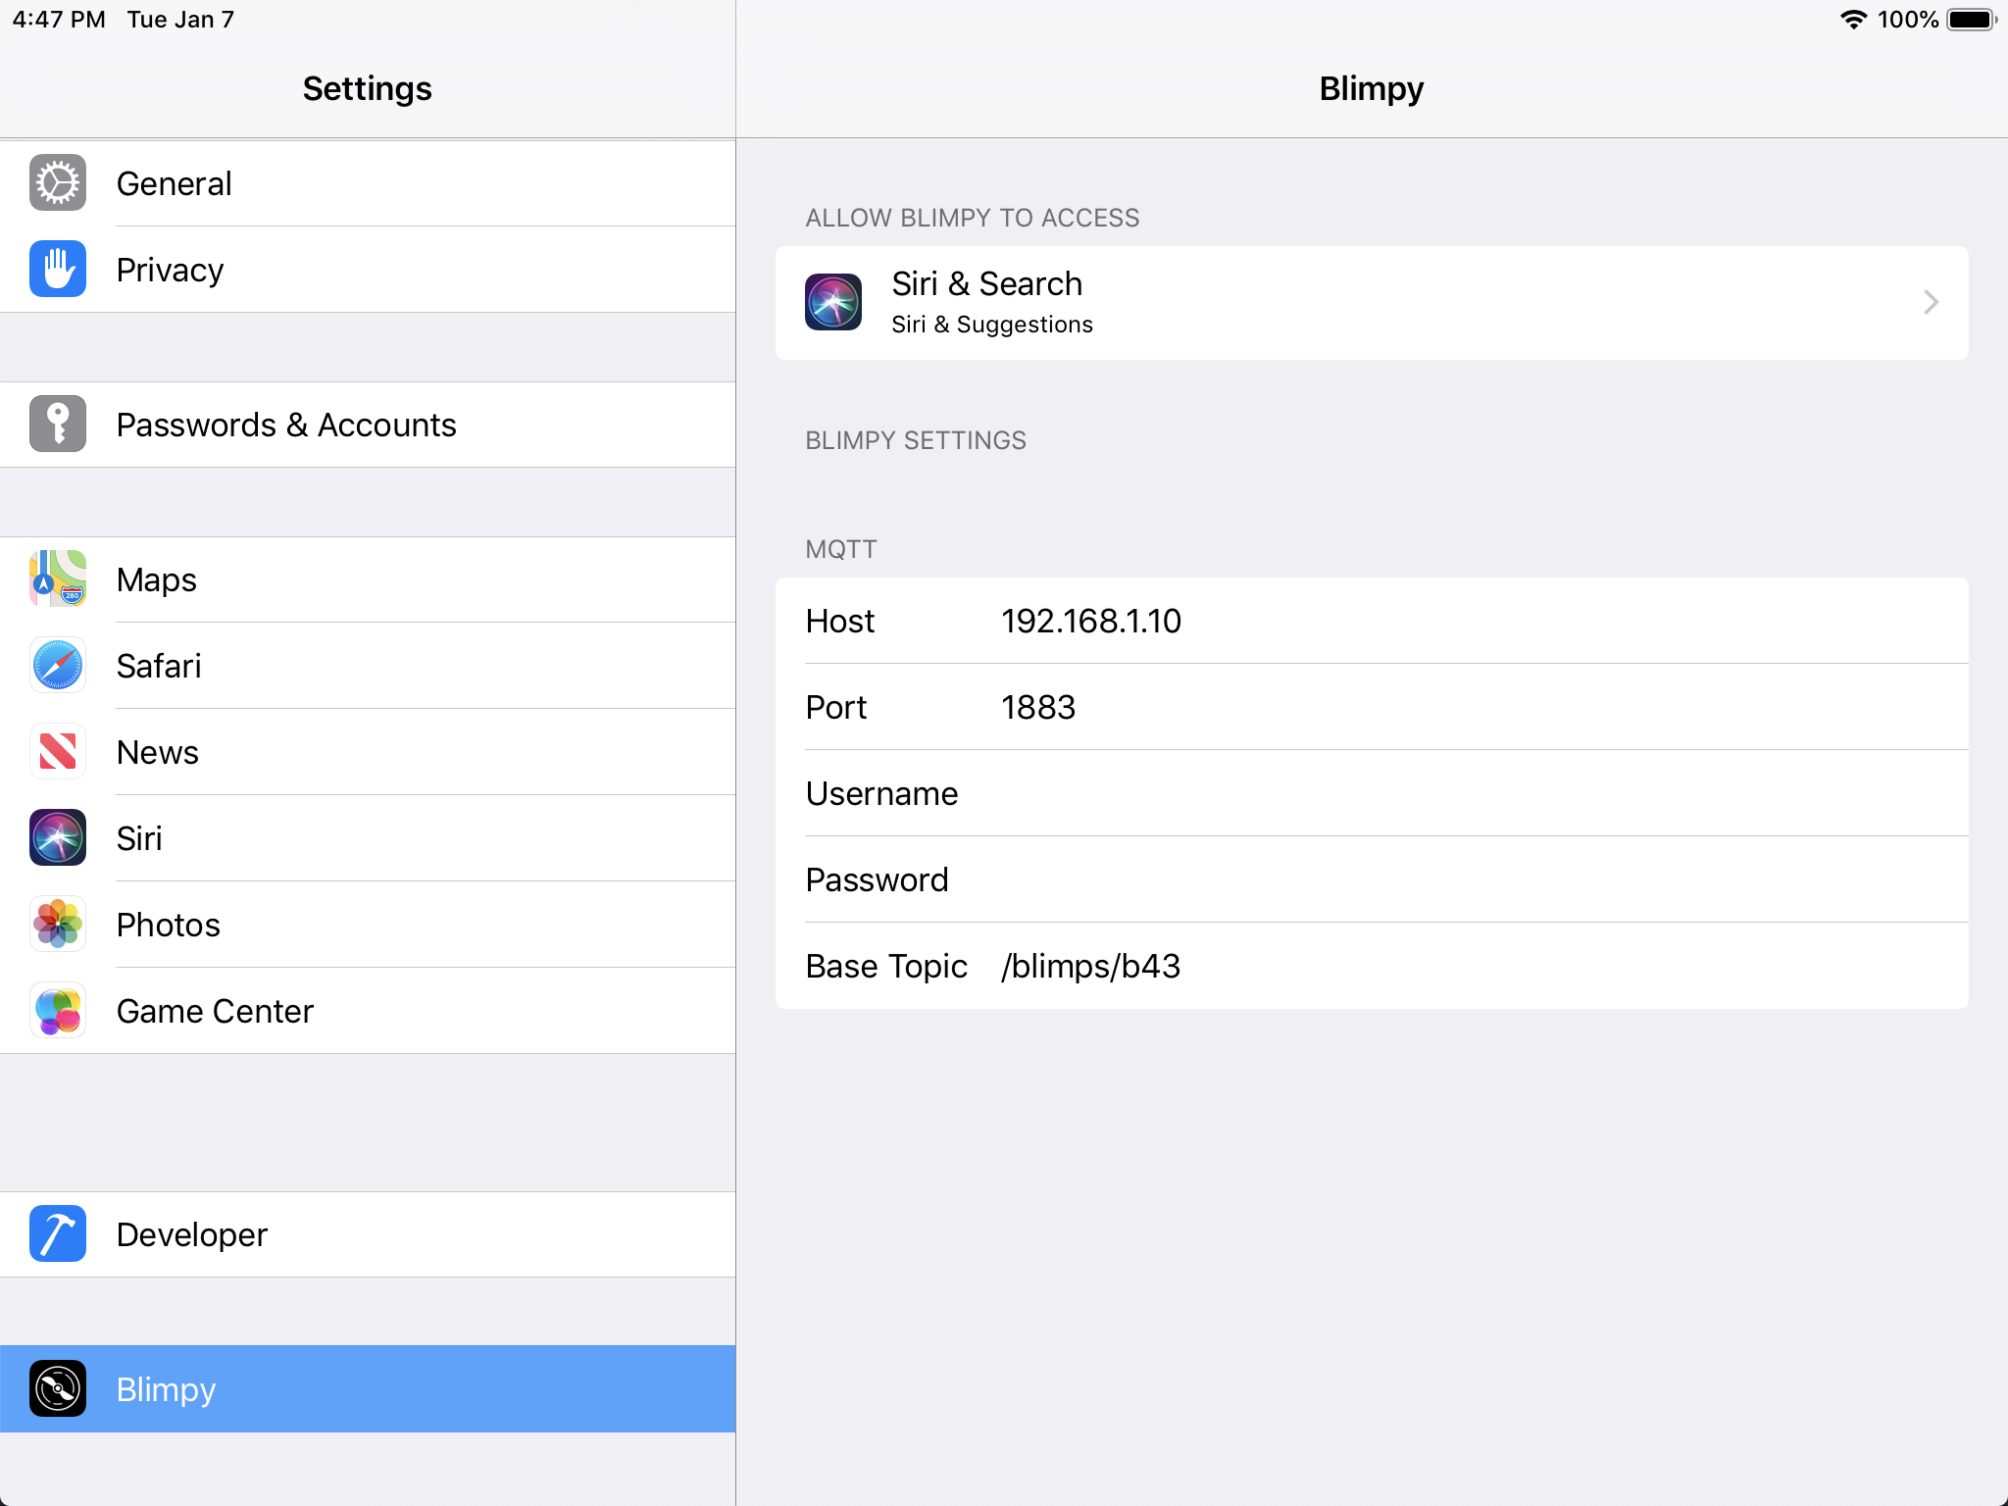 4:47 PM Tue Jan 7
100%
Settings
General
Privacy
Passwords & Accounts
Maps
280
Safari
News
Siri
Photos
Game Center
Developer
Blimpy
Blimpy
ALLOW BLIMPY TO ACCESS
Siri & Search
Siri & Suggestions
BLIMPY SETTINGS
MQTT
Host 192.168.1.10
Port 1883
Username
Password
Base Topic /blimps/b43